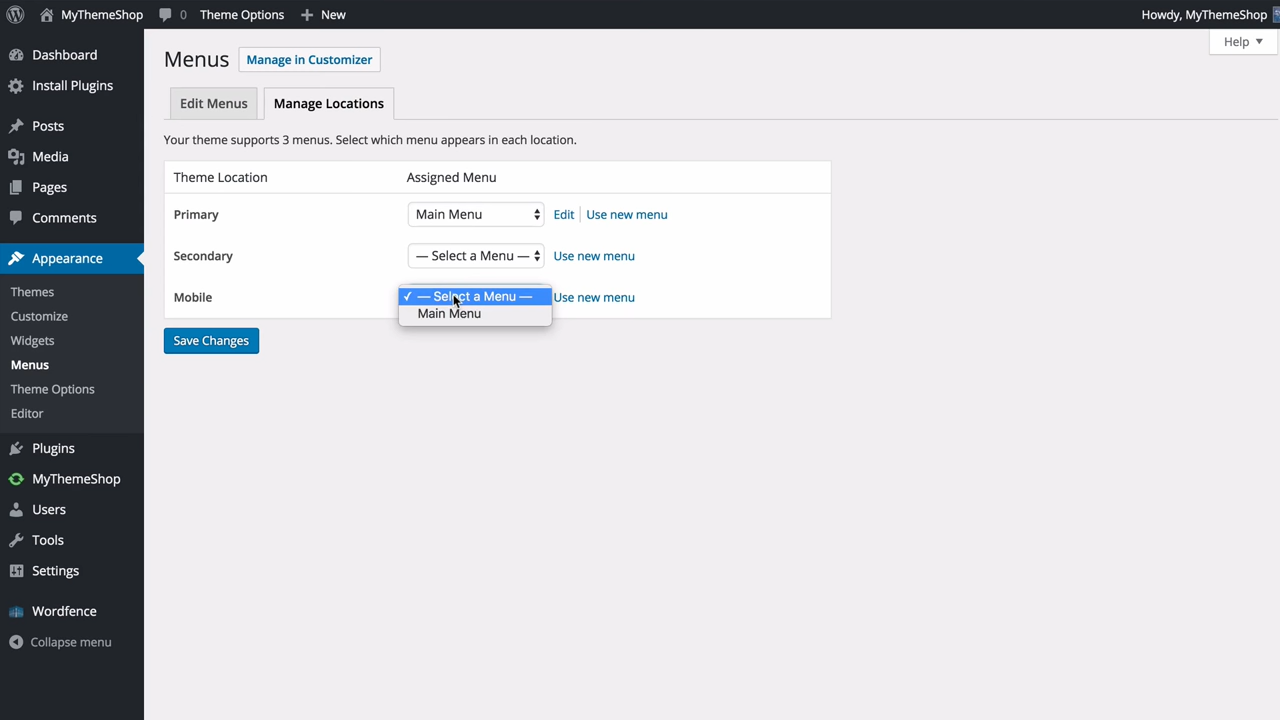 MyThemeShop 0 Theme Options + New Howdy, MyThemeShop
Help ▼
Dashboard
Install Plugins
Posts
Media
Pages
Comments
Appearance
Themes
Customize
Widgets
Menus
Theme Options
Editor
Plugins
MyThemeShop
Users
Tools
Settings
Wordfence
Collapse menu
Menus Manage in Customizer
Edit Menus Manage Locations
Your theme supports 3 menus. Select which menu appears in each location.
Theme Location Assigned Menu
Primary Main Menu Edit Use new menu
Secondary — Select a Menu — Use new menu
Mobile ✓ — Select a Menu — Use new menu
Main Menu
Save Changes